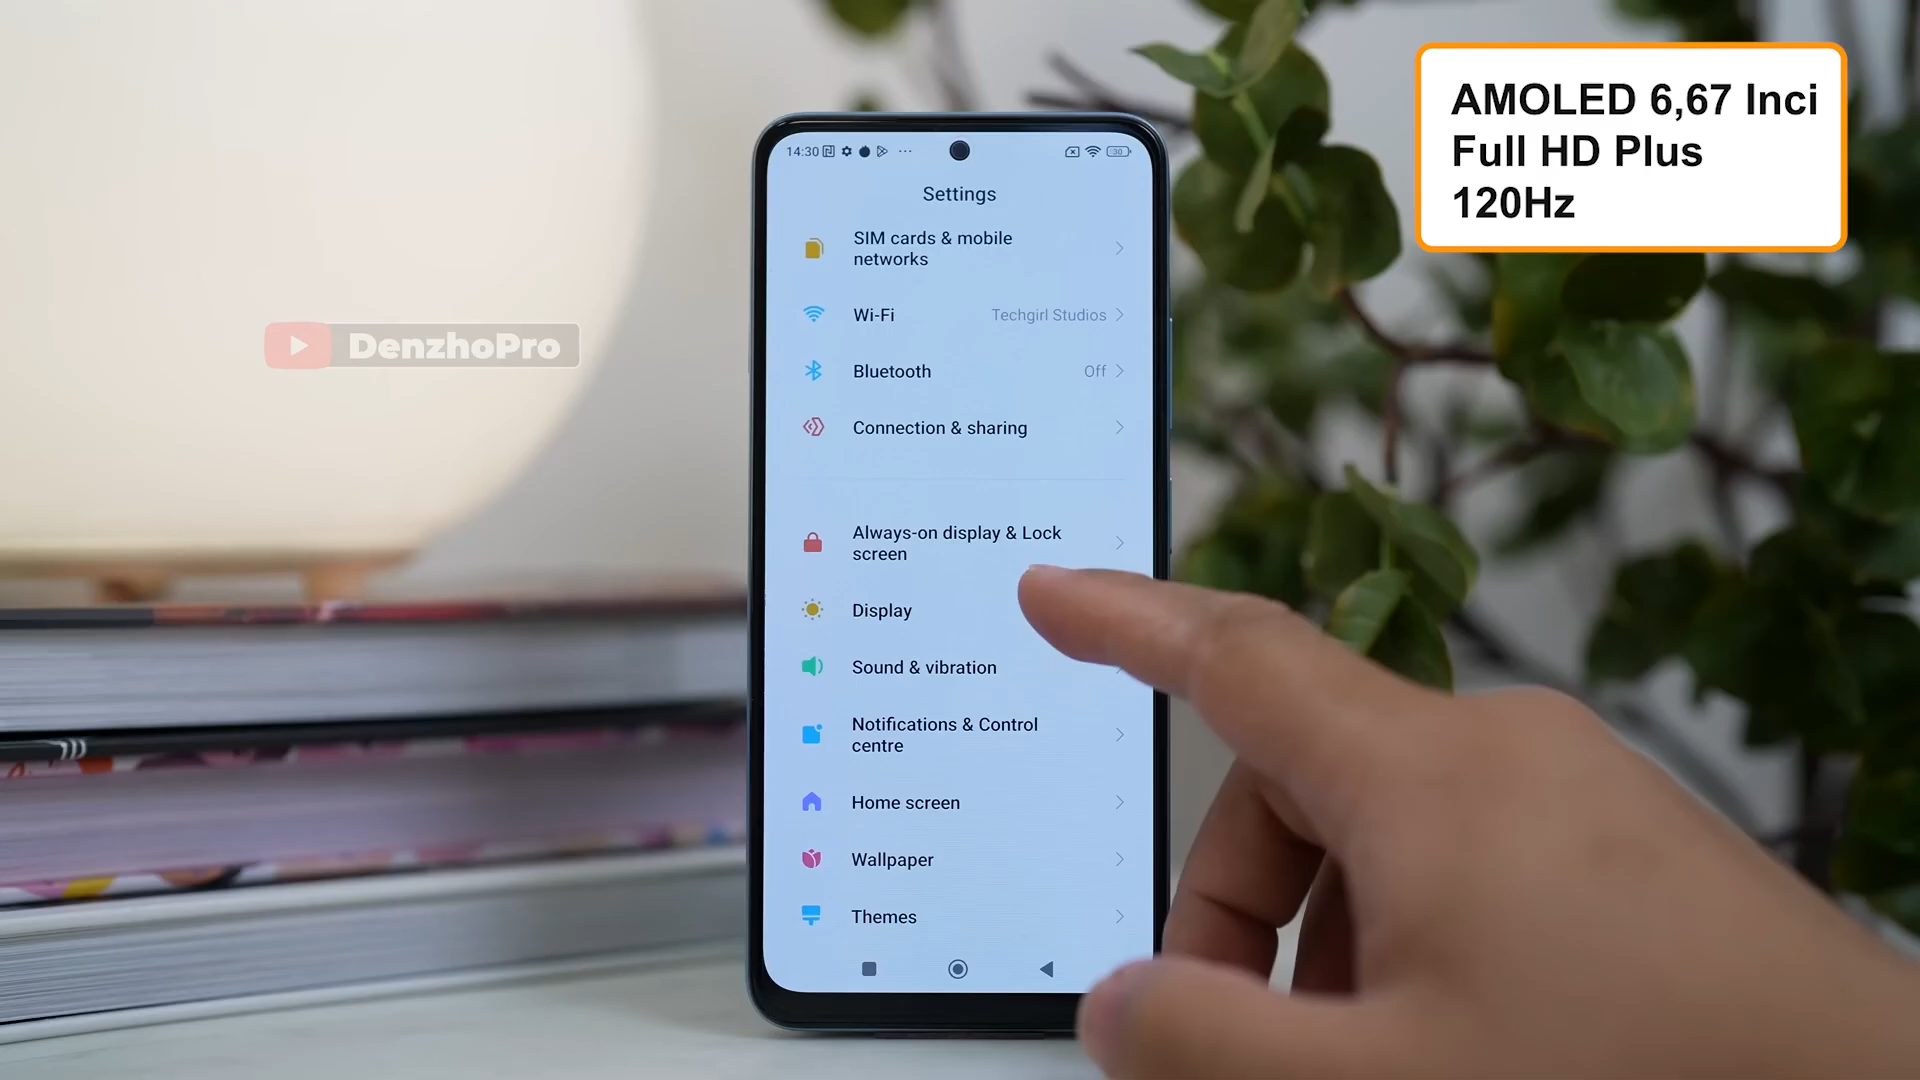 AMOLED 6,67 Inci
Full HD Plus
120Hz
DenzhoPro
14:30
30
Settings
SIM cards & mobile
networks
Wi-Fi
Techgirl Studios
Bluetooth
Off
Connection & sharing
Always-on display & Lock
screen
Display
Sound & vibration
Notifications & Control
centre
Home screen
Wallpaper
Themes